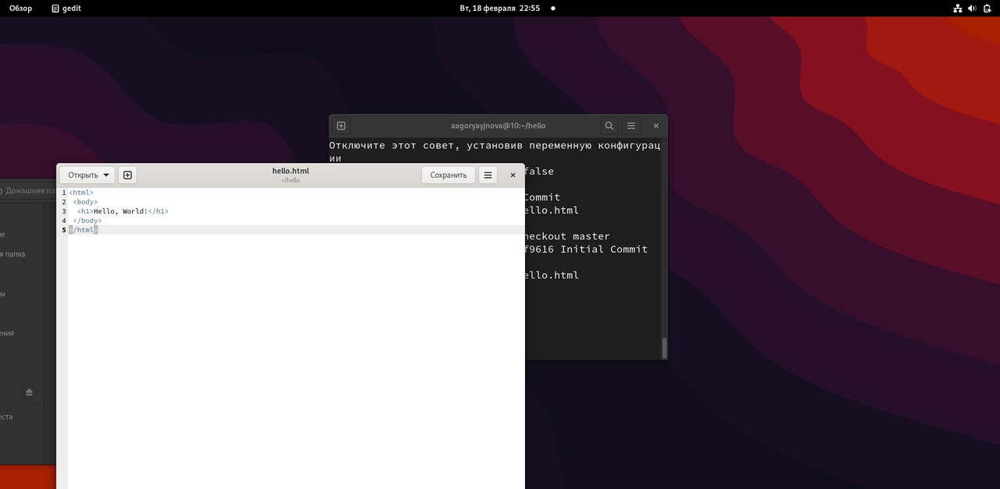 Обзор
gedit
Вт, 18 февраля 22:55
aagoryayjnova@10:~/hello
Отключите этот совет, установив переменную конфигурац
ии
false
Commit
ello.html
heckout master
f9616 Initial Commit
ello.html
Домашняя па
я папка
ы
ения
еста
Открыть
hello.html
~/hello
Сохранить
1 <html>
2 <body>
3 <h1>Hello, World!</h1>
4 </body>
5 </html>